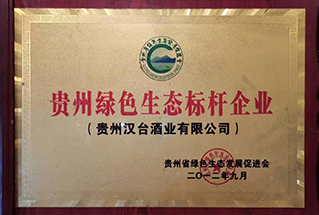 贵州绿色生态标杆企业
（贵州汉台酒业有限公司）
贵州省绿色生态发展促进会
二〇一二年九月